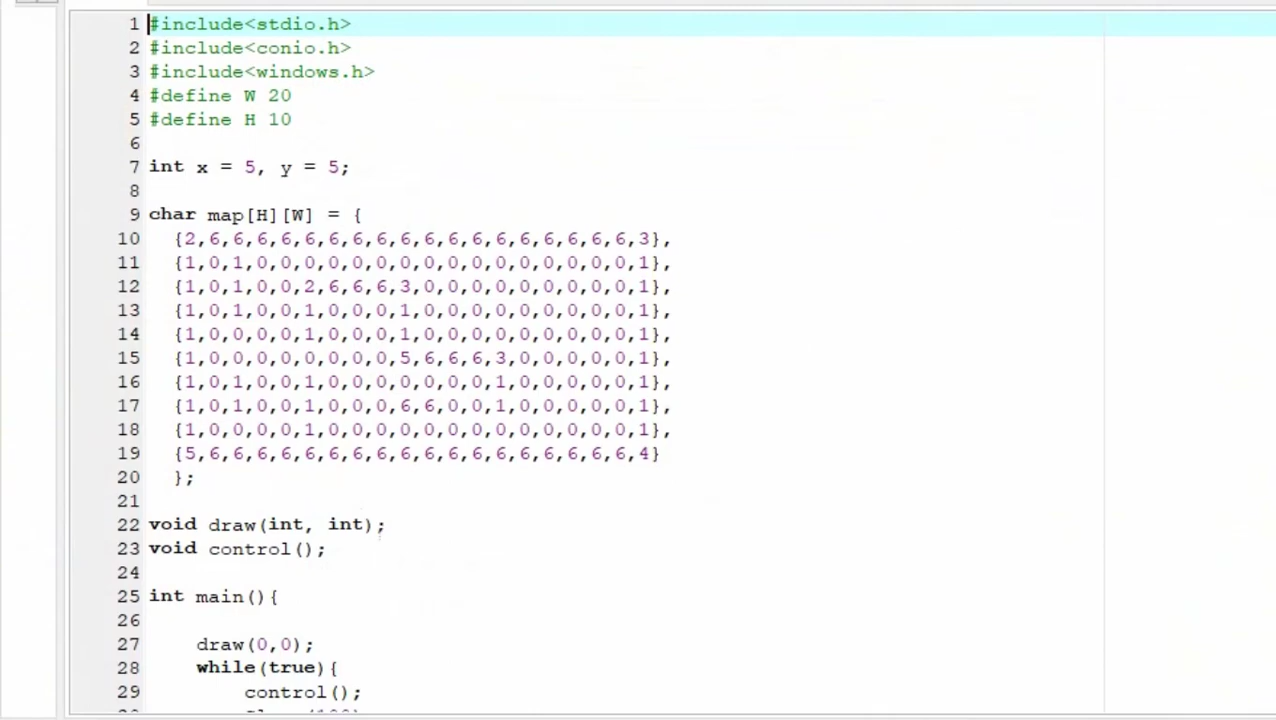 1 #include<stdio.h>
2 #include<conio.h>
3 #include<windows.h>
4 #define W 20
5 #define H 10
6
7 int x = 5, y = 5;
8
9 char map[H][W] = {
10 {2,6,6,6,6,6,6,6,6,6,6,6,6,6,6,6,6,6,6,3},
11 {1,0,1,0,0,0,0,0,0,0,0,0,0,0,0,0,0,0,0,1},
12 {1,0,1,0,0,2,6,6,6,3,0,0,0,0,0,0,0,0,0,1},
13 {1,0,1,0,0,1,0,0,0,1,0,0,0,0,0,0,0,0,0,1},
14 {1,0,0,0,0,1,0,0,0,1,0,0,0,0,0,0,0,0,0,1},
15 {1,0,0,0,0,0,0,0,0,5,6,6,6,3,0,0,0,0,0,1},
16 {1,0,1,0,0,1,0,0,0,0,0,0,0,1,0,0,0,0,0,1},
17 {1,0,1,0,0,1,0,0,0,6,6,0,0,1,0,0,0,0,0,1},
18 {1,0,0,0,0,1,0,0,0,0,0,0,0,0,0,0,0,0,0,1},
19 {5,6,6,6,6,6,6,6,6,6,6,6,6,6,6,6,6,6,6,4}
20 };
21
22 void draw(int, int);
23 void control();
24
25 int main(){
26
27 draw(0,0);
28 while(true){
29 control();